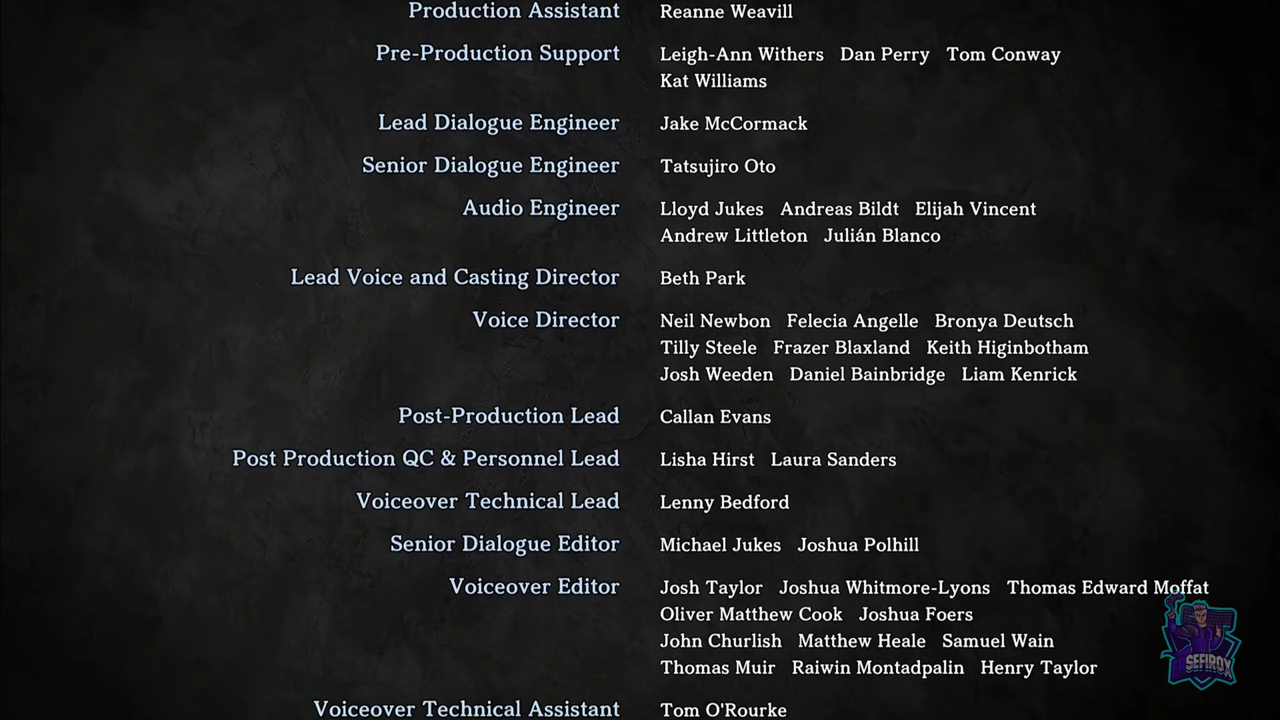 Production Assistant Reanne Weavill
Pre-Production Support Leigh-Ann Withers Dan Perry Tom Conway
Kat Williams
Lead Dialogue Engineer Jake McCormack
Senior Dialogue Engineer Tatsujiro Oto
Audio Engineer Lloyd Jukes Andreas Bildt Elijah Vincent
Andrew Littleton Julián Blanco
Lead Voice and Casting Director Beth Park
Voice Director Neil Newbon Felecia Angelle Bronya Deutsch
Tilly Steele Frazer Blaxland Keith Higinbotham
Josh Weeden Daniel Bainbridge Liam Kenrick
Post-Production Lead Callan Evans
Post Production QC & Personnel Lead Lisha Hirst Laura Sanders
Voiceover Technical Lead Lenny Bedford
Senior Dialogue Editor Michael Jukes Joshua Polhill
Voiceover Editor Josh Taylor Joshua Whitmore-Lyons Thomas Edward Moffat
Oliver Matthew Cook Joshua Foers
John Churlish Matthew Heale Samuel Wain
Thomas Muir Raiwin Montadpalin Henry Taylor
SEFIROX
Voiceover Technical Assistant Tom O'Rourke